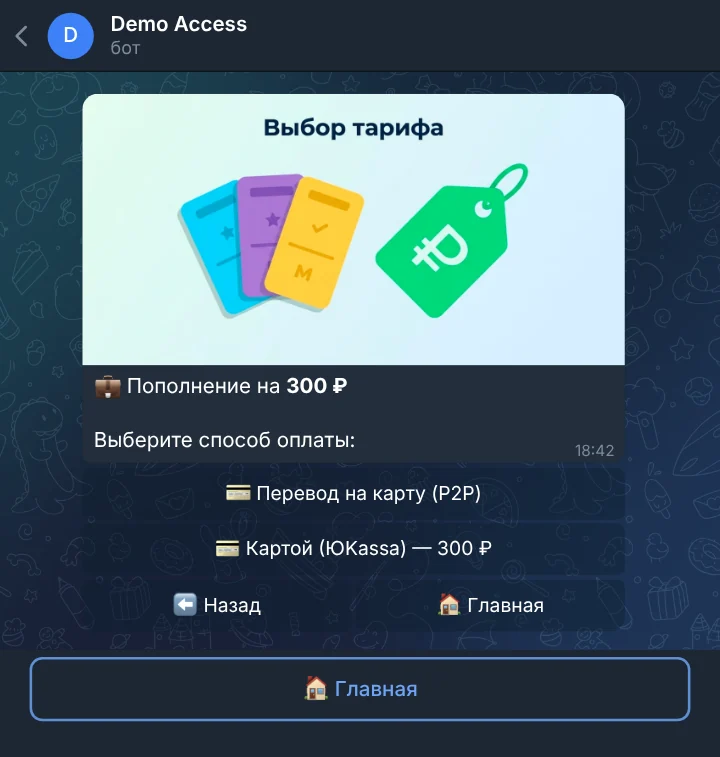 D
Demo Access
бот
Выбор тарифа
₽
M
💼 Пополнение на 300 ₽
Выберите способ оплаты:
18:42
💳 Перевод на карту (P2P)
💳 Картой (ЮKassa) — 300 ₽
⬅️ Назад
🏠 Главная
🏠 Главная